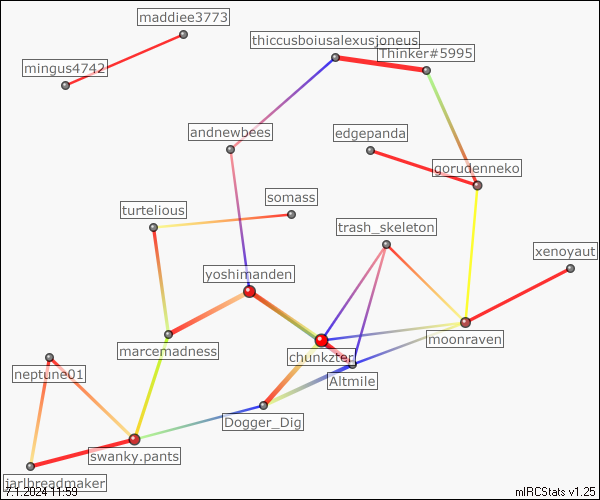 maddiee3773
thiccusboiusalexusjoneus
Thinker#5995
mingus4742
andnewbees
edgepanda
gorudenneko
somass
turtelious
trash_skeleton
xenoyaut
yoshimanden
moonraven
marcemadness
chunkzter
neptune01
Altmile
Dogger_Dig
swanky.pants
jarlbreadmaker
7.1.2024 11:59
mIRCStats v1.25